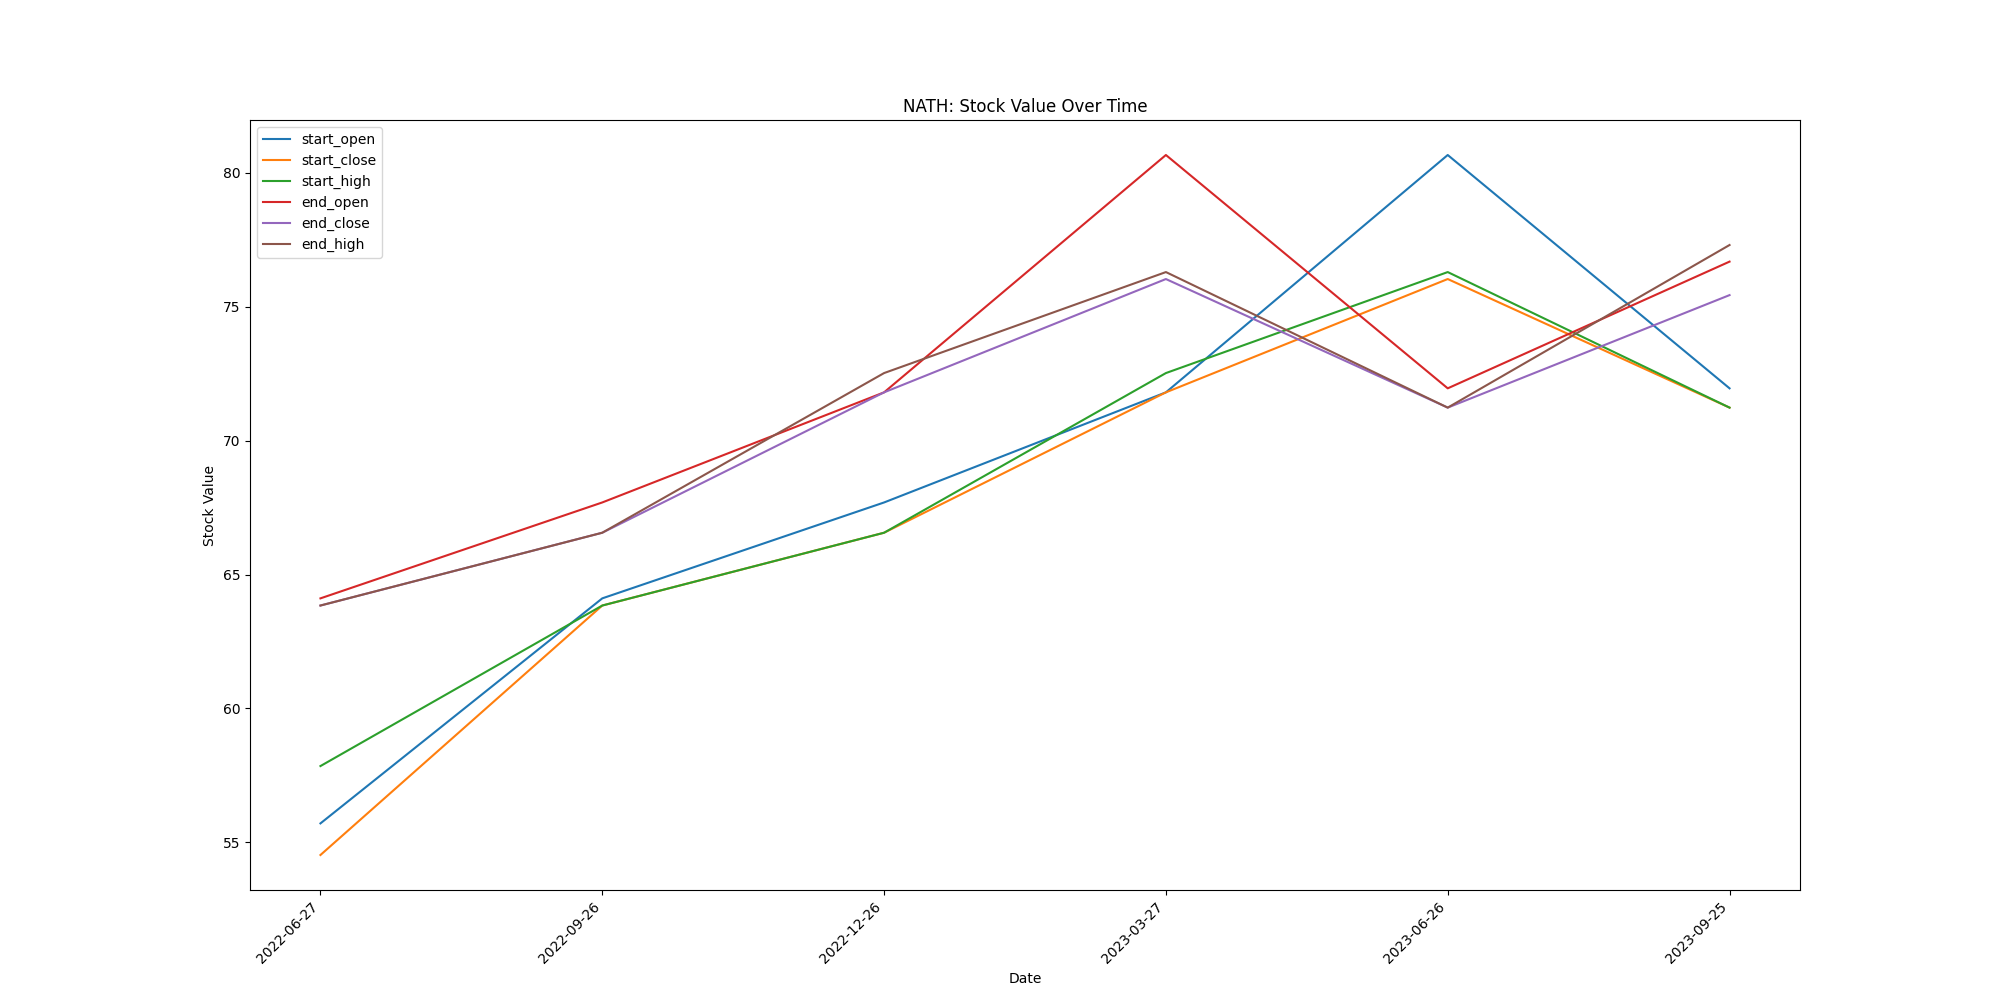 NATH: Stock Value Over Time
start_open
start_close
start_high
end_open
end_close
end_high
80
75
70
65
60
55
Stock Value
2022-06-27
2022-09-26
2022-12-26
2023-03-27
2023-06-26
2023-09-25
Date